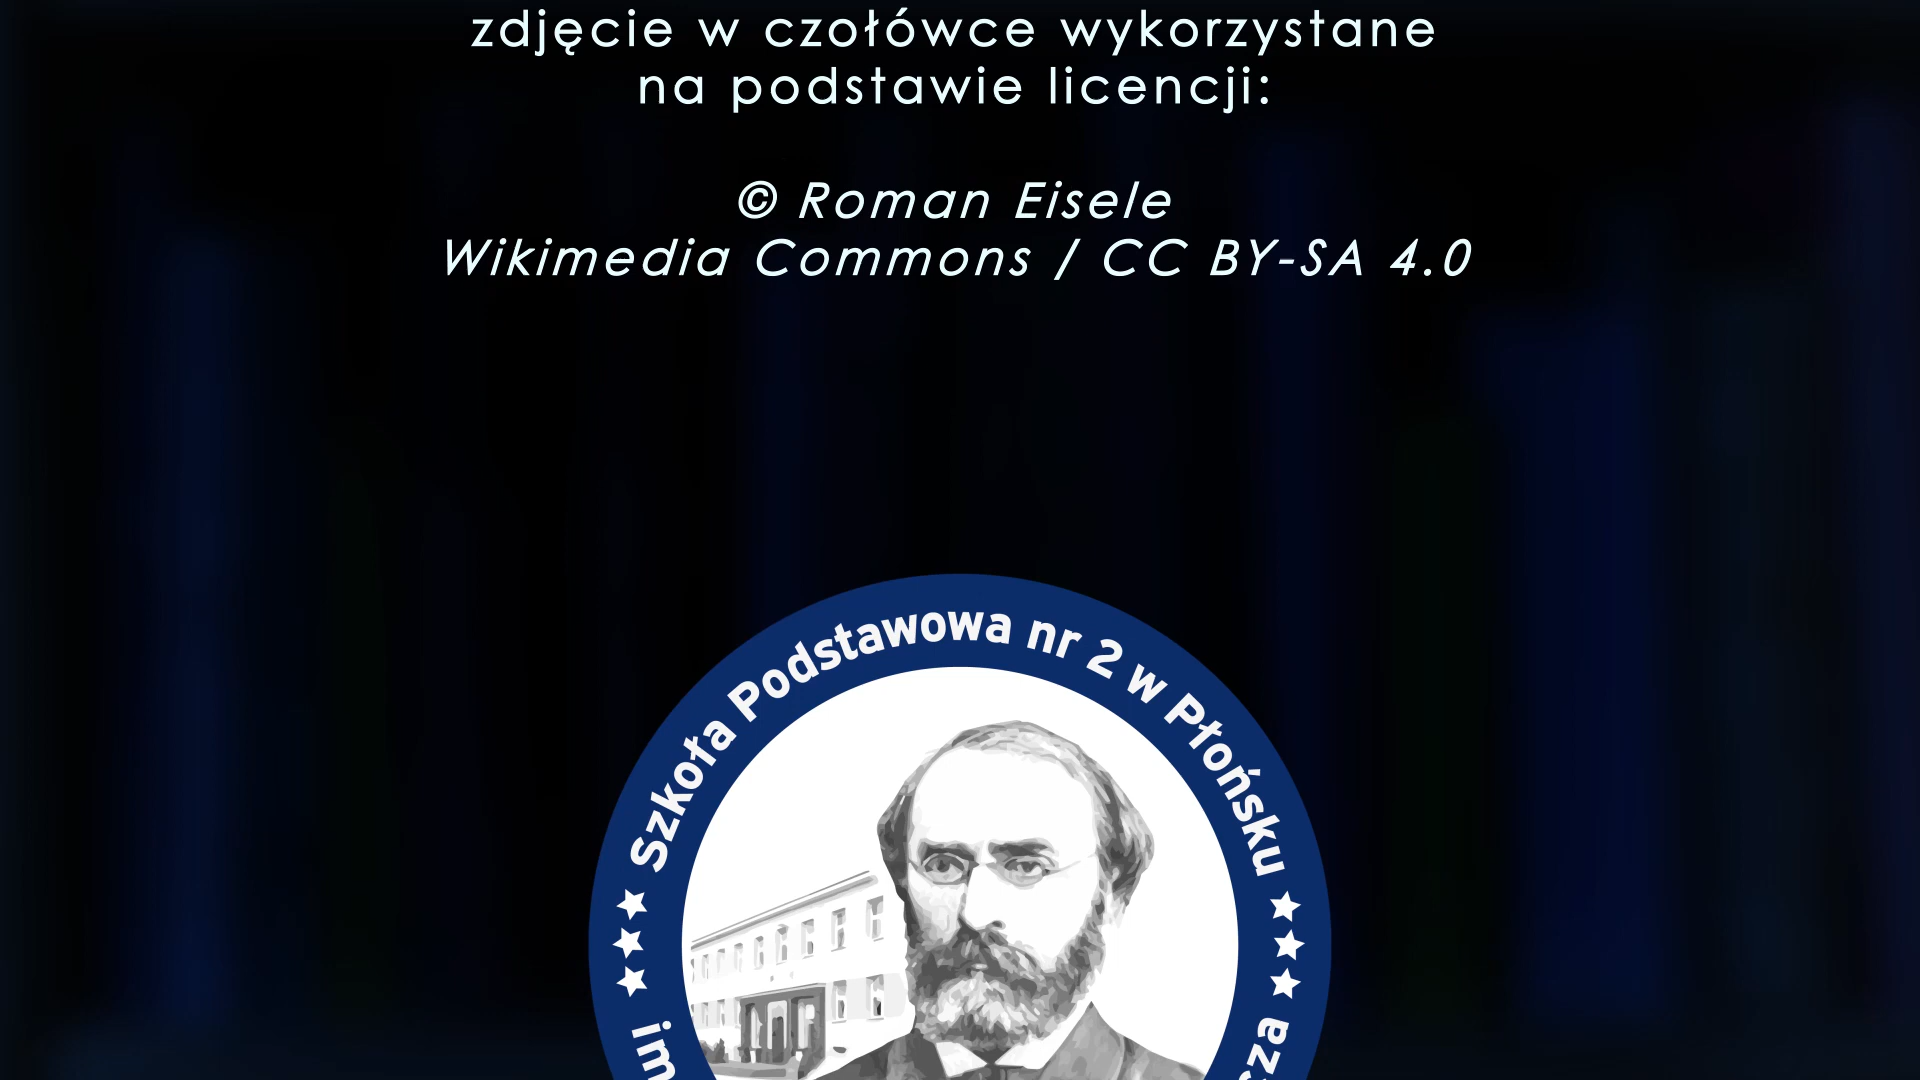 zdjęcie w czołówce wykorzystane
na podstawie licencji:
© Roman Eisele
Wikimedia Commons / CC BY-SA 4.0
Szkoła Podstawowa nr 2 w Płońsku
im